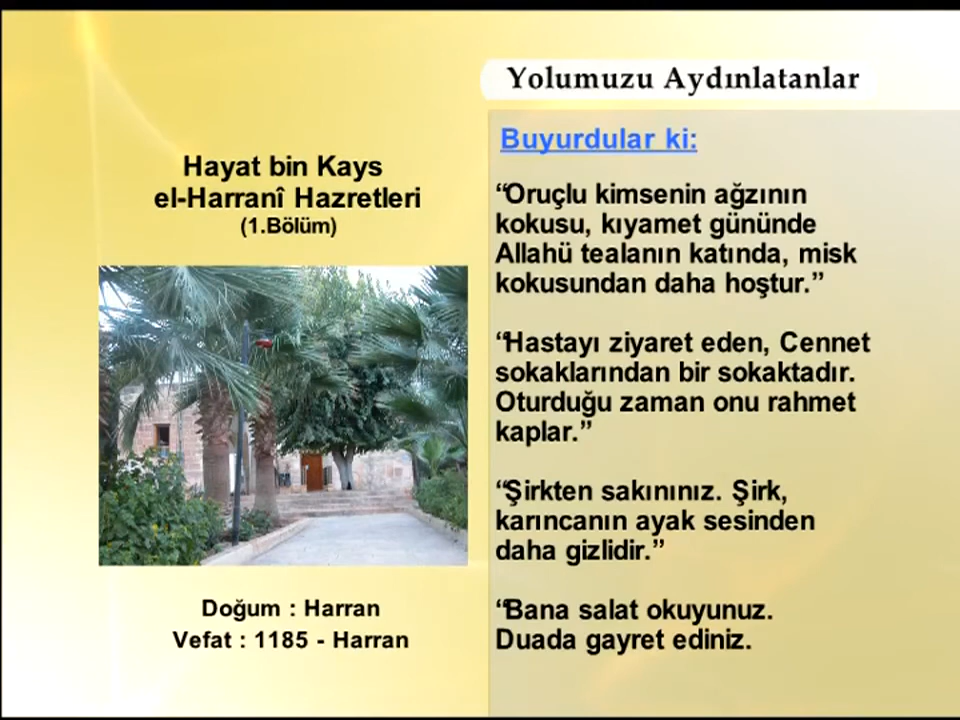 Yolumuzu Aydınlatanlar
Hayat bin Kays
el-Harranî Hazretleri
(1.Bölüm)
Doğum : Harran
Vefat : 1185 - Harran
Buyurdular ki:
“Oruçlu kimsenin ağzının
kokusu, kıyamet gününde
Allahü tealanın katında, misk
kokusundan daha hoştur.”
“Hastayı ziyaret eden, Cennet
sokaklarından bir sokaktadır.
Oturduğu zaman onu rahmet
kaplar.”
“Şirkten sakınınız. Şirk,
karıncanın ayak sesinden
daha gizlidir.”
“Bana salat okuyunuz.
Duada gayret ediniz.